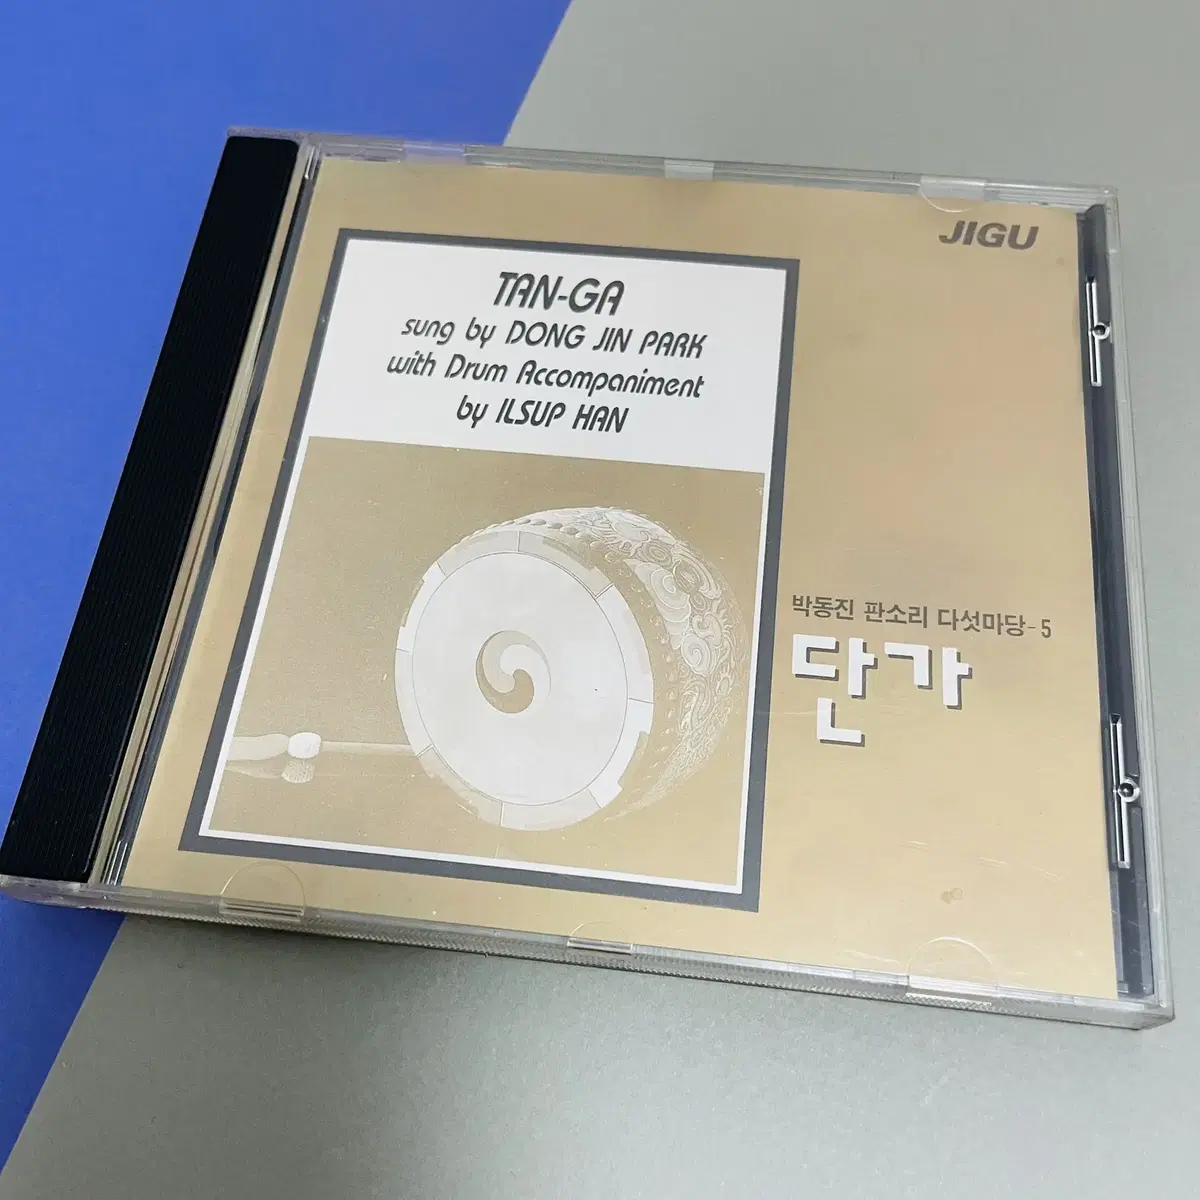 JIGU
TAN-GA
sung by DONG JIN PARK
with Drum Accompaniment
by ILSUP HAN
박동진 판소리 다섯마당-5
단가